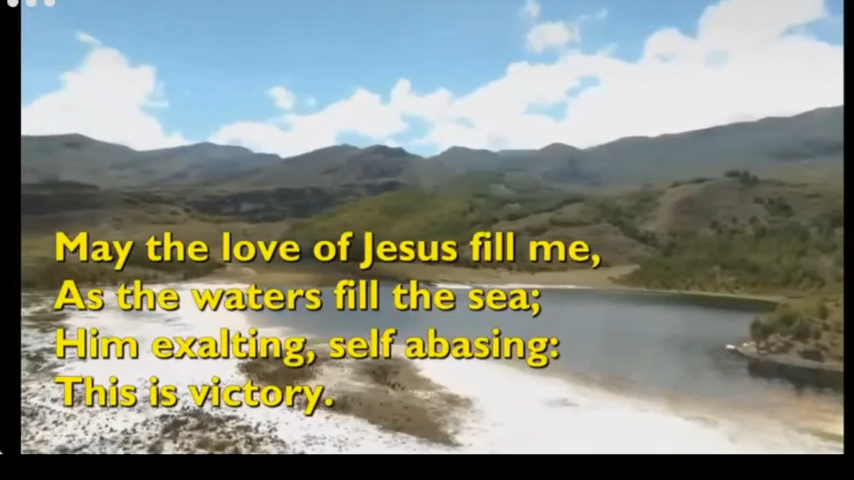 May the love of Jesus fill me,
As the waters fill the sea;
Him exalting, self abasing:
This is victory.